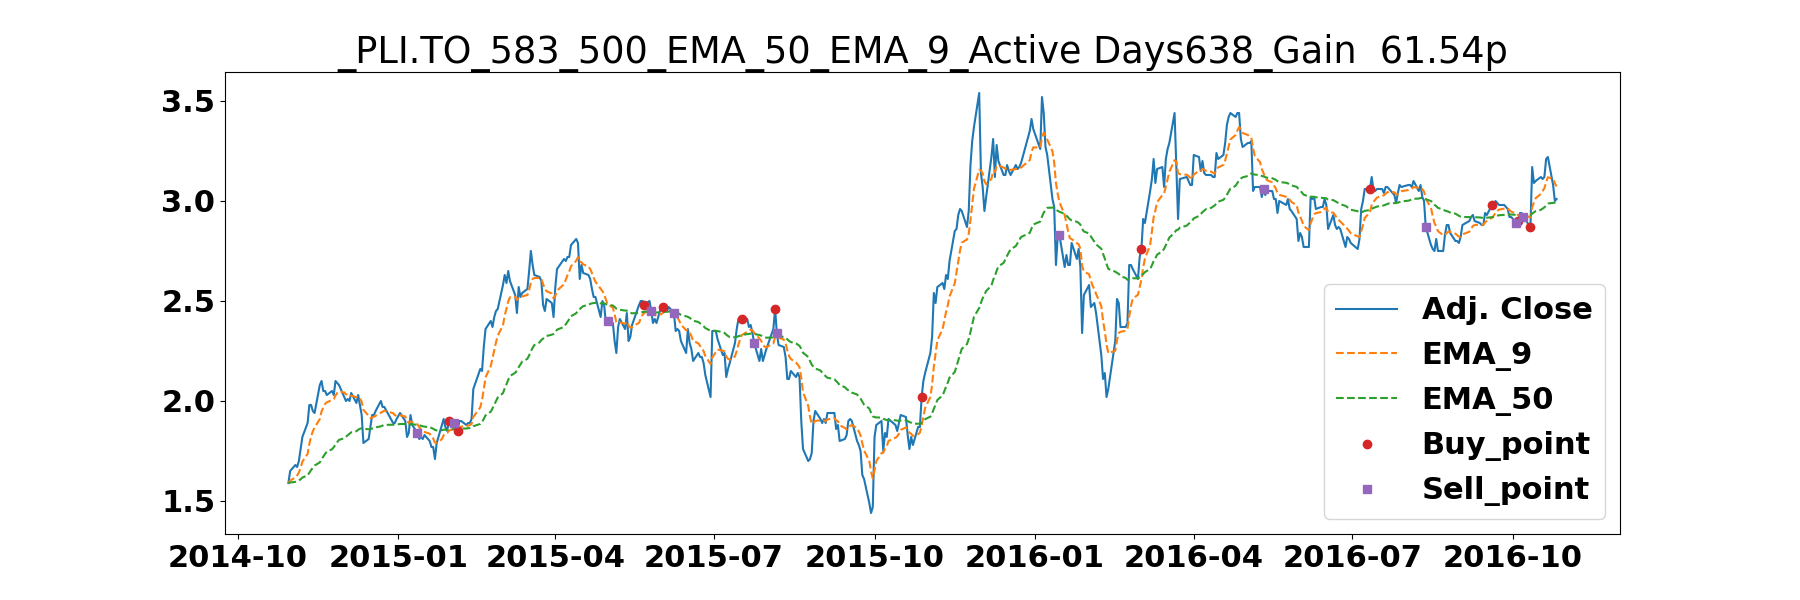 _PLI.TO_583_500_EMA_50_EMA_9_Active Days638_Gain  61.54p
3.5
3.0
2.5
2.0
1.5
2014-10 2015-01 2015-04 2015-07 2015-10 2016-01 2016-04 2016-07 2016-10
Adj. Close
EMA_9
EMA_50
Buy_point
Sell_point